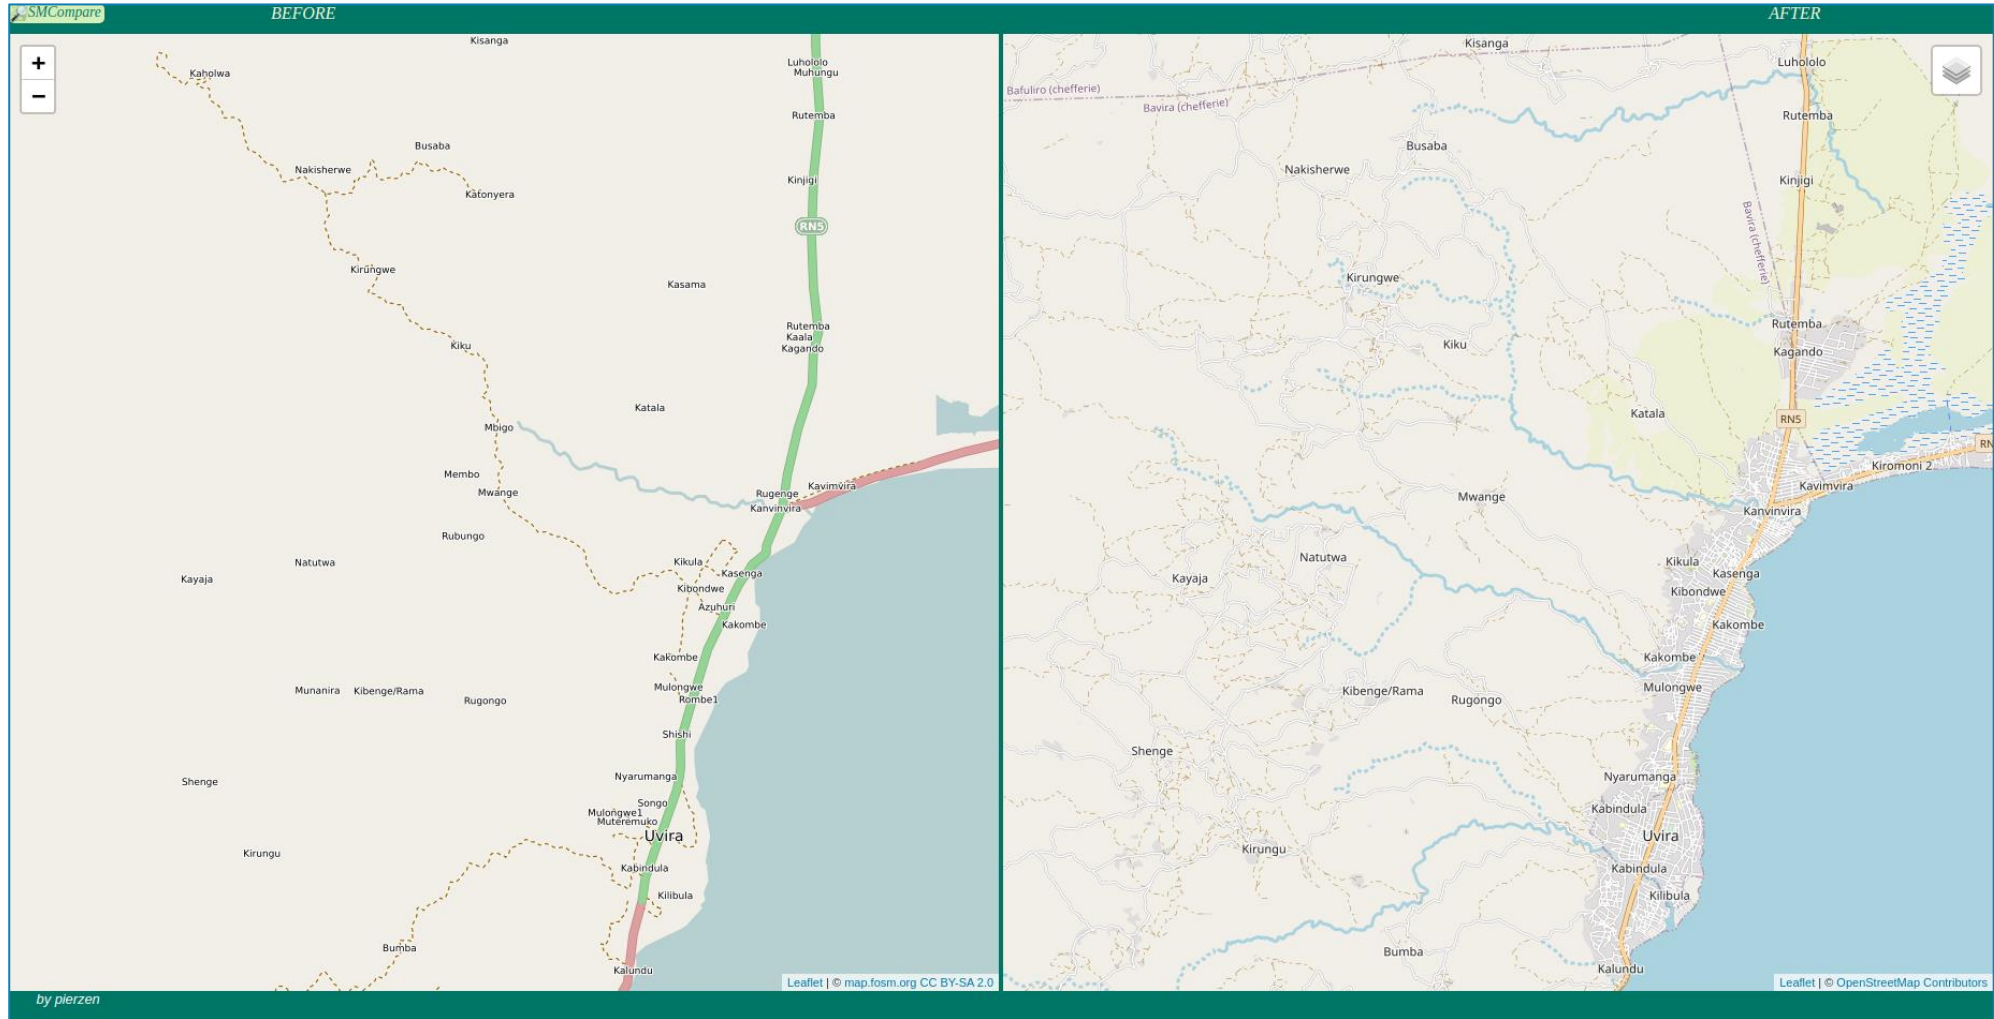 SMCompare
BEFORE
AFTER
+
−
Kisanga
Kaholwa
Luhololo
Muhungu
Rutemba
Busaba
Nakisherwe
Katonyera
Kinjigi
RN5
Kirungwe
Kasama
Rutemba
Kaala
Kagando
Kiku
Katala
Mbigo
Membo
Mwange
Kavimvira
Rugenge
Kanvinvira
Rubungo
Natutwa
Kayaja
Kikula
Kasenga
Kibondwe
Azuhuri
Kakombe
Kakombe
Mulongwe
Rombe1
Munanira
Kibenge/Rama
Rugongo
Shishi
Nyarumanga
Shenge
Songo
Mulongwe1
Muteremuko
Uvira
Kirungu
Kabindula
Kilibula
Bumba
Kalundu
Leaflet | © map.fosm.org CC BY-SA 2.0
Kisanga
Luhololo
Bafuliro (chefferie)
Bavira (chefferie)
Rutemba
Busaba
Nakisherwe
Kinjigi
Bavira (chefferie)
Kirungwe
Rutemba
Kiku
Kagando
Katala
RN5
RN
Kiromoni 2
Kavimvira
Mwange
Kanvinvira
Natutwa
Kikula
Kasenga
Kayaja
Kibondwe
Kakombe
Kakombe
Mulongwe
Kibenge/Rama
Rugongo
Shenge
Nyarumanga
Kabindula
Uvira
Kirungu
Kabindula
Kilibula
Bumba
Kalundu
Leaflet | © OpenStreetMap Contributors
by pierzen